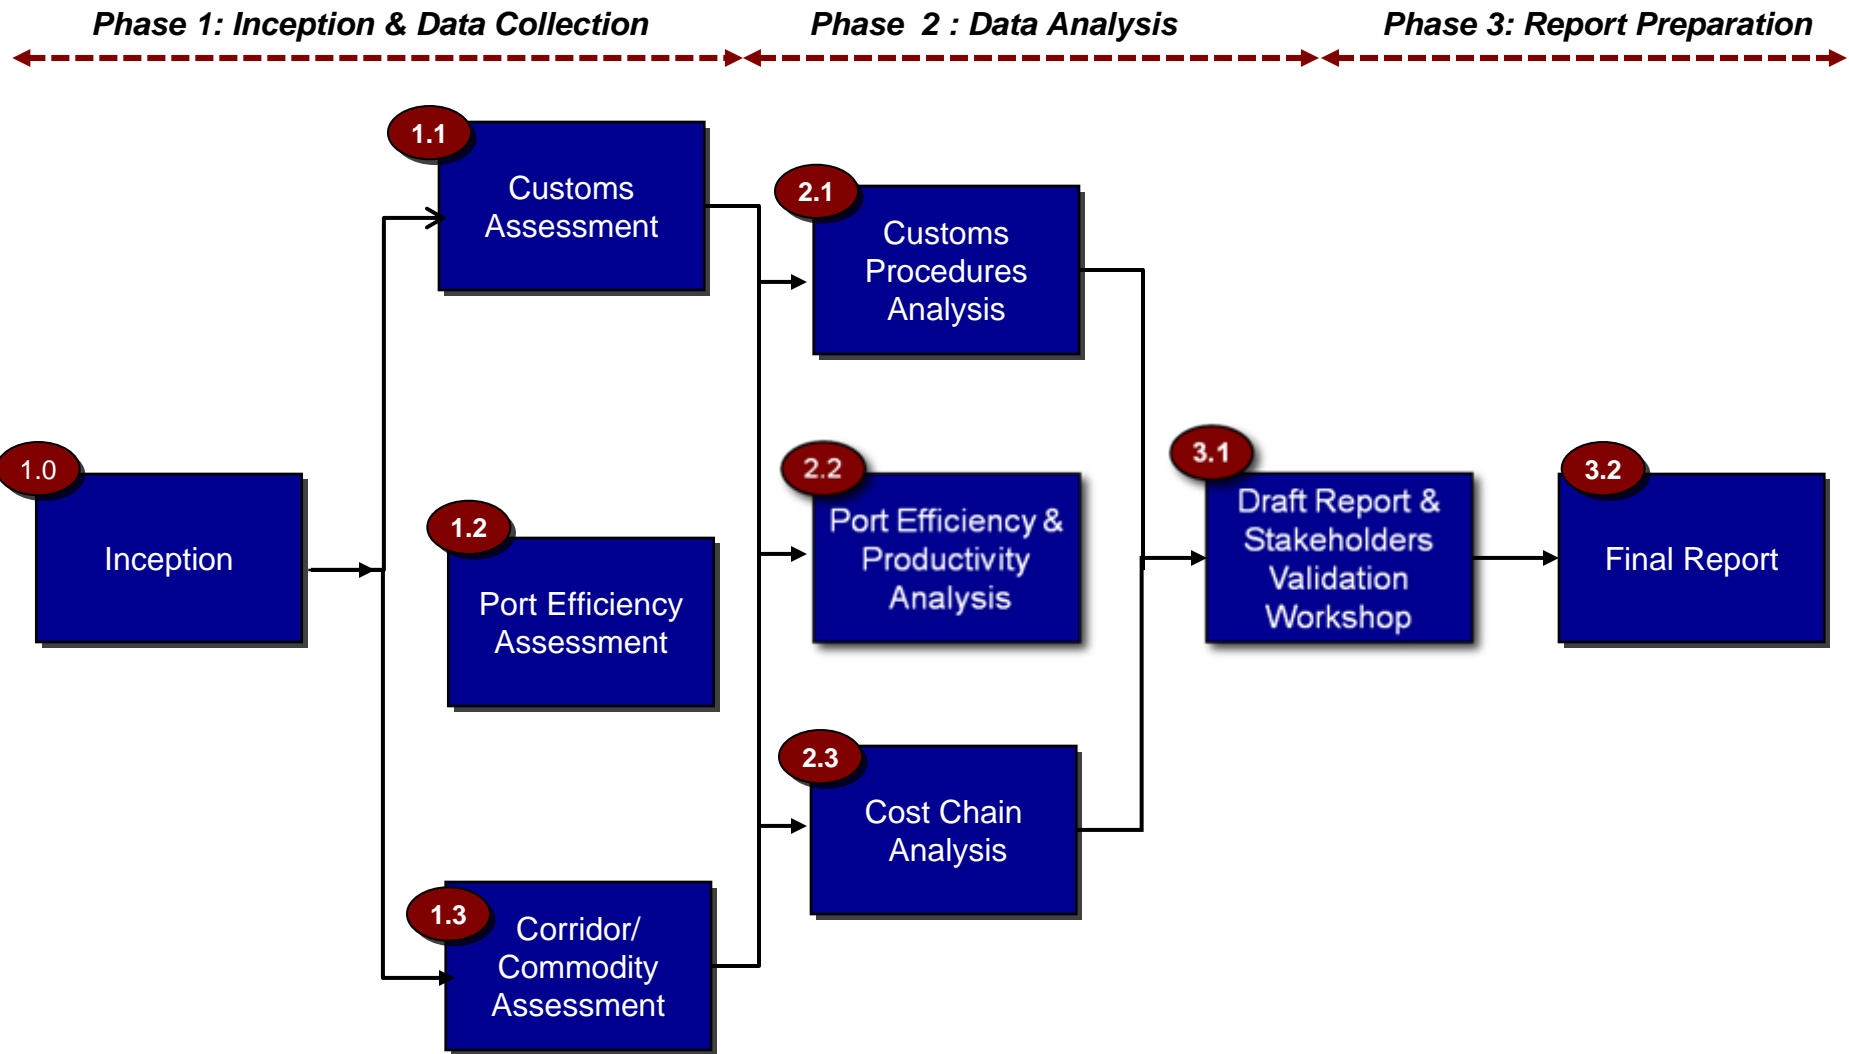 Phase 1: Inception & Data Collection
Phase 2 : Data Analysis
Phase 3: Report Preparation
1.0
Inception
1.1
Customs
Assessment
1.2
Port Efficiency
Assessment
1.3
Corridor/
Commodity
Assessment
2.1
Customs
Procedures
Analysis
2.2
Port Efficiency &
Productivity
Analysis
2.3
Cost Chain
Analysis
3.1
Draft Report &
Stakeholders
Validation
Workshop
3.2
Final Report